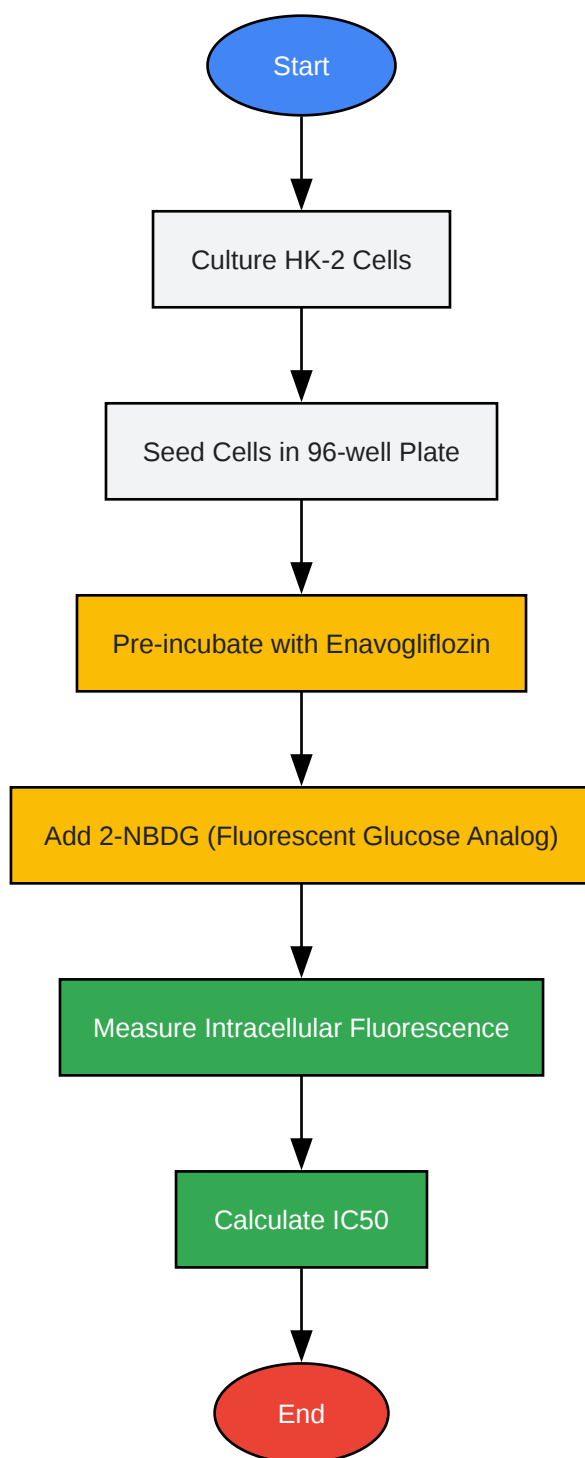 Start
Culture HK-2 Cells
Seed Cells in 96-well Plate
Pre-incubate with Enavogliflozin
Add 2-NBDG (Fluorescent Glucose Analog)
Measure Intracellular Fluorescence
Calculate IC50
End